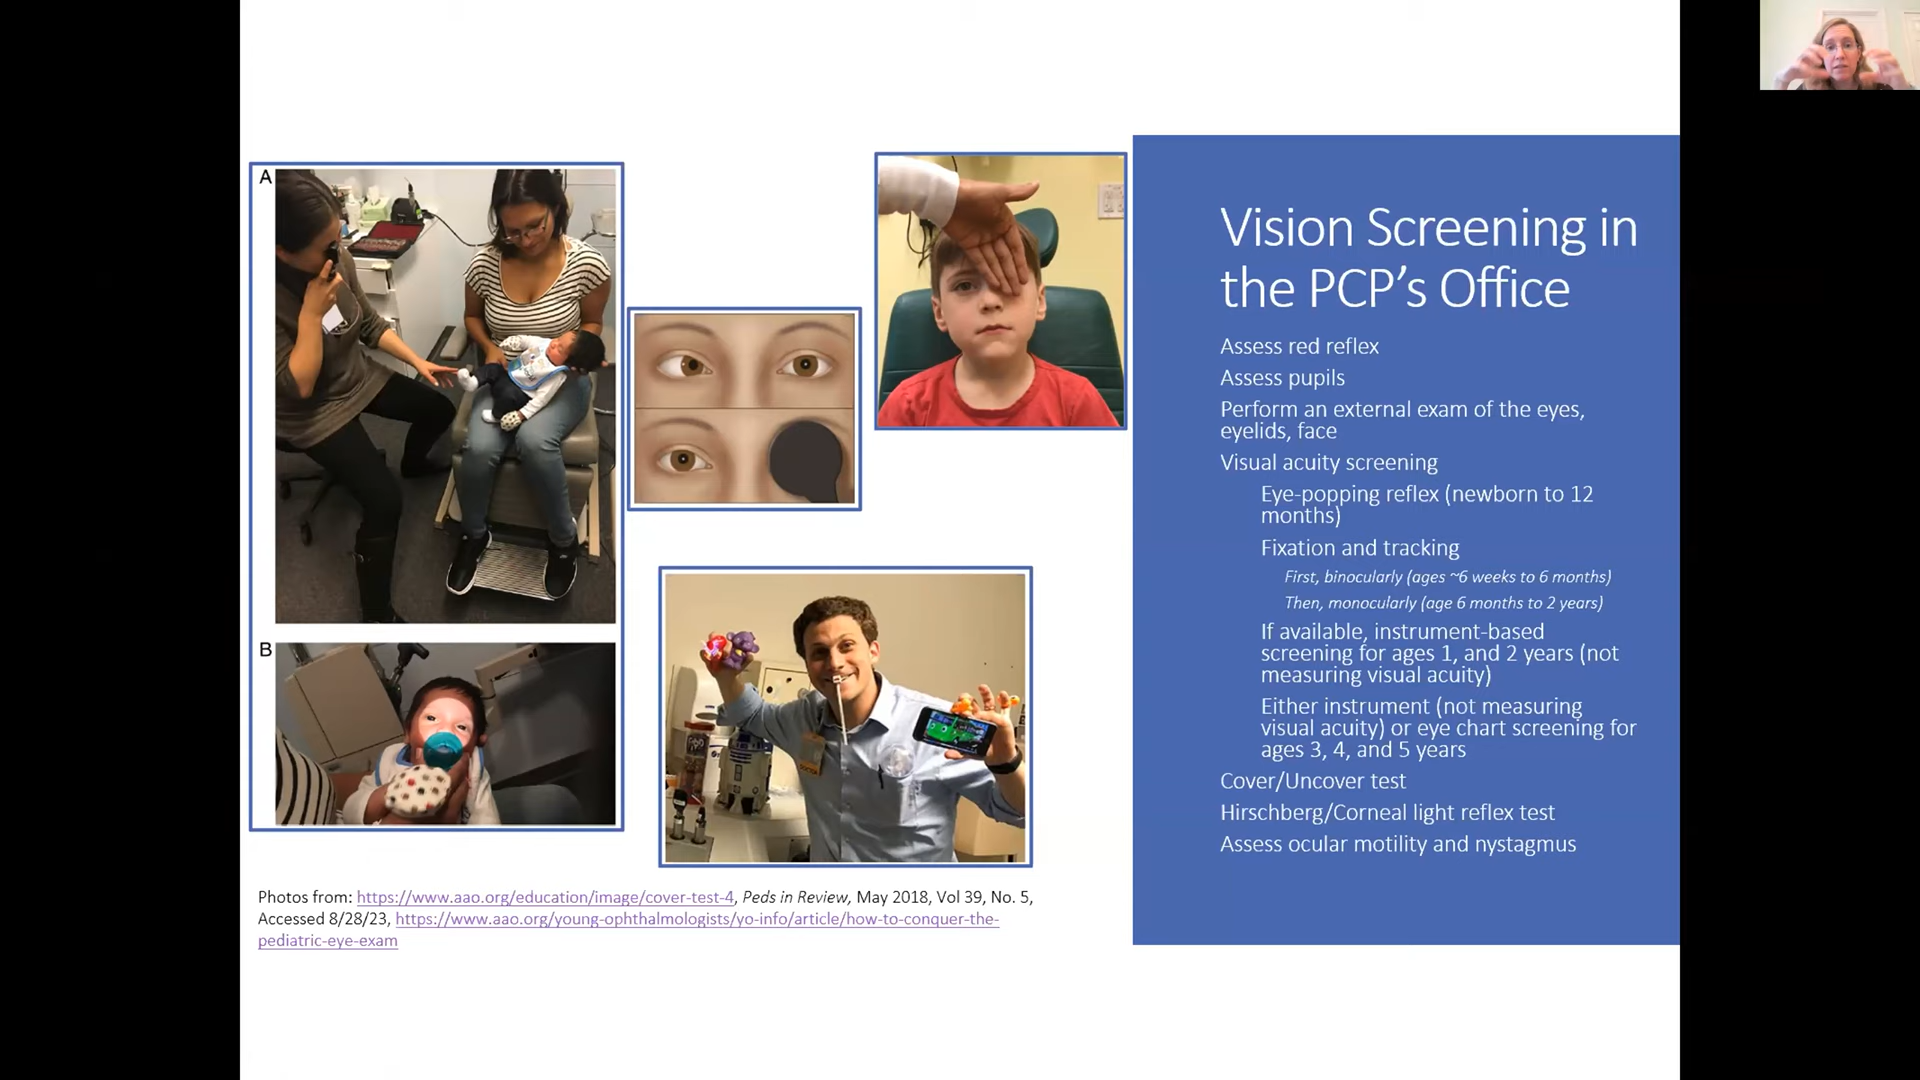 A
B
Vision Screening in
the PCP's Office
Assess red reflex
Assess pupils
Perform an external exam of the eyes,
eyelids, face
Visual acuity screening
Eye-popping reflex (newborn to 12
months)
Fixation and tracking
First, binocularly (ages ~6 weeks to 6 months)
Then, monocularly (age 6 months to 2 years)
If available, instrument-based
screening for ages 1, and 2 years (not
measuring visual acuity)
Either instrument (not measuring
visual acuity) or eye chart screening for
ages 3, 4, and 5 years
Cover/Uncover test
Hirschberg/Corneal light reflex test
Assess ocular motility and nystagmus
Photos from: https://www.aao.org/education/image/cover-test-4, Peds in Review, May 2018, Vol 39, No. 5,
Accessed 8/28/23, https://www.aao.org/young-ophthalmologists/yo-info/article/how-to-conquer-the-
pediatric-eye-exam